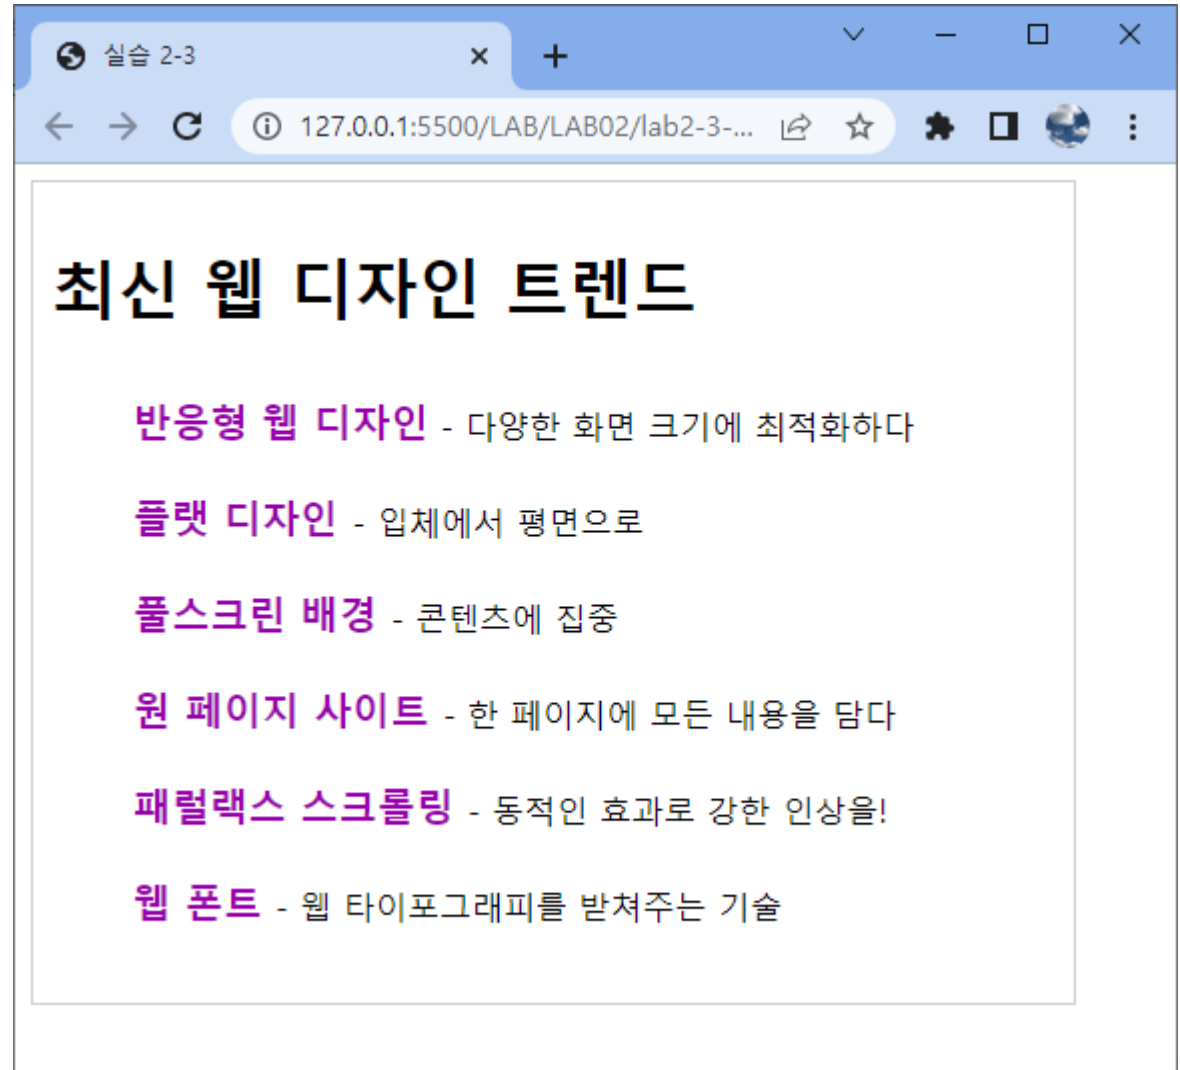 실습 2-3
127.0.0.1:5500/LAB/LAB02/lab2-3-...
최신 웹 디자인 트렌드
반응형 웹 디자인 - 다양한 화면 크기에 최적화하다
플랫 디자인 - 입체에서 평면으로
풀스크린 배경 - 콘텐츠에 집중
원 페이지 사이트 - 한 페이지에 모든 내용을 담다
패럴랙스 스크롤링 - 동적인 효과로 강한 인상을!
웹 폰트 - 웹 타이포그래피를 받쳐주는 기술